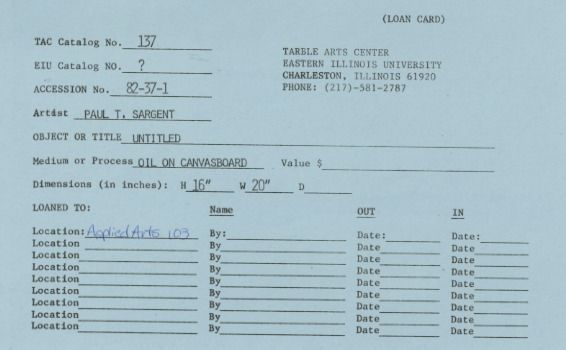 (LOAN CARD)
TAC Catalog No. 137
EIU Catalog NO. ?
ACCESSION No. 82-37-1
TARBLE ARTS CENTER
EASTERN ILLINOIS UNIVERSITY
CHARLESTON, ILLINOIS 61920
PHONE: (217)-581-2787
Artist PAUL T. SARGENT
OBJECT OR TITLE UNTITLED
Medium or Process OIL ON CANVASBOARD Value $
Dimensions (in inches): H 16" W 20" D
LOANED TO: Name OUT IN
Location: Applied Arts 103 By: Date: Date:
Location By Date Date
Location By Date Date
Location By Date Date
Location By Date Date
Location By Date Date
Location By Date Date
Location By Date Date
Location By Date Date